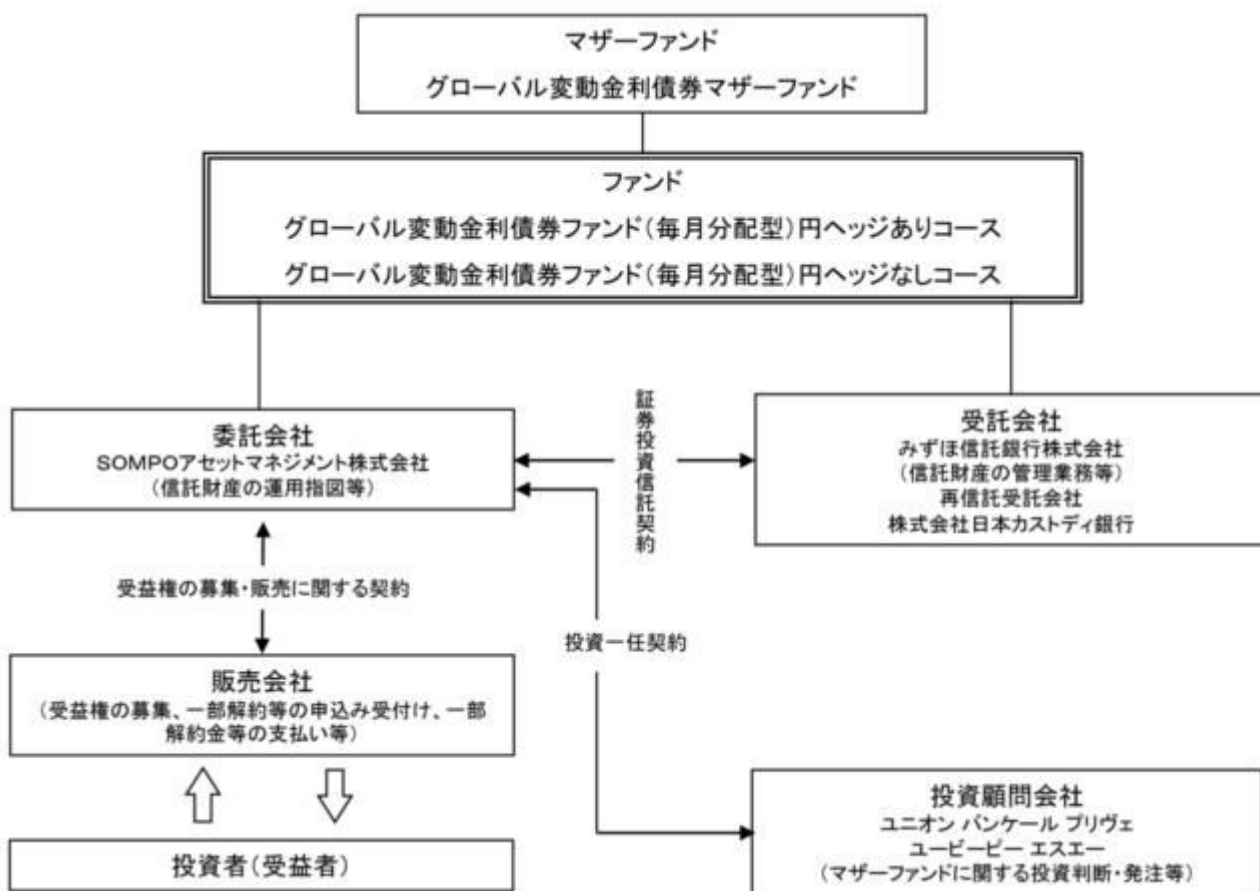 マザーファンド
グローバル変動金利債券マザーファンド
ファンド
グローバル変動金利債券ファンド(毎月分配型)円ヘッジありコース
グローバル変動金利債券ファンド(毎月分配型)円ヘッジなしコース
委託会社
SOMPOアセットマネジメント株式会社
(信託財産の運用指図等)
証券投資信託契約
受託会社
みずほ信託銀行株式会社
(信託財産の管理業務等)
再信託受託会社
株式会社日本カストディ銀行
受益権の募集・販売に関する契約
投資一任契約
販売会社
(受益権の募集、一部解約等の申込み受付け、一部
解約金等の支払い等)
投資者(受益者)
投資顧問会社
ユニオン バンケール プリヴェ
ユービーピー エスエー
(マザーファンドに関する投資判断・発注等)